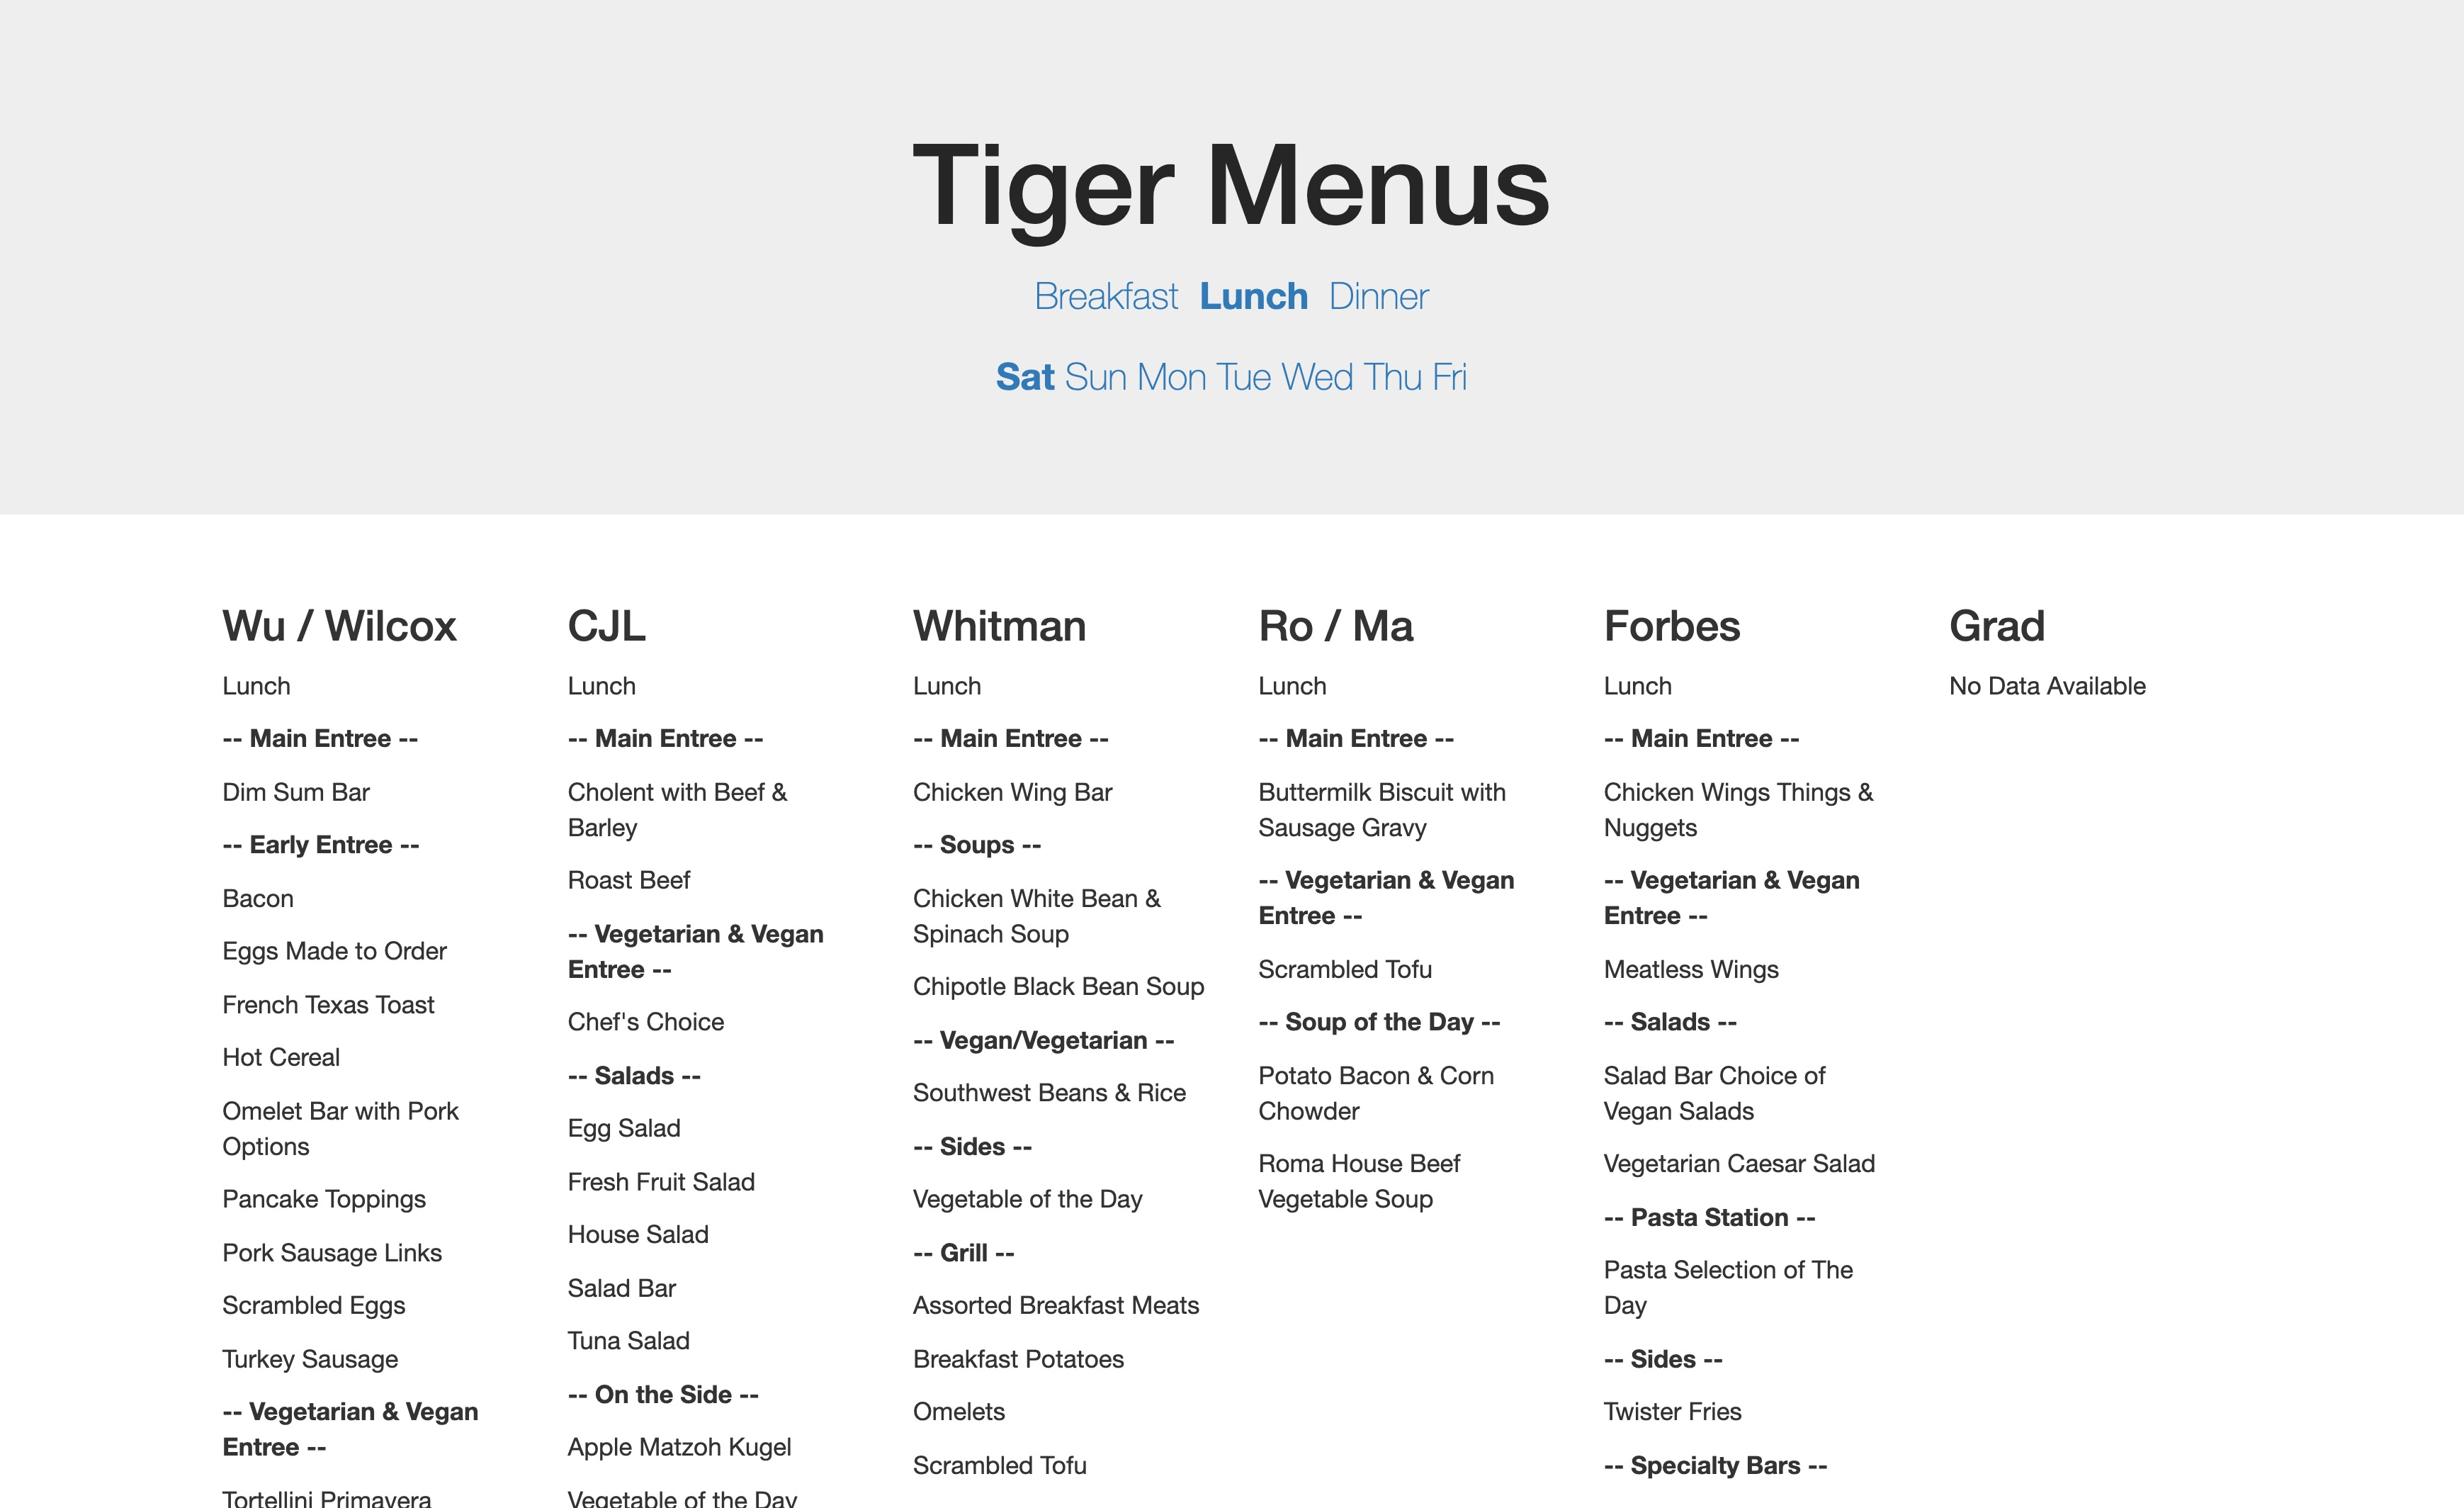 Tiger Menus
Breakfast Lunch Dinner
Sat Sun Mon Tue Wed Thu Fri
Wu / Wilcox
Lunch
-- Main Entree --
Dim Sum Bar
-- Early Entree --
Bacon
Eggs Made to Order
French Texas Toast
Hot Cereal
Omelet Bar with Pork
Options
Pancake Toppings
Pork Sausage Links
Scrambled Eggs
Turkey Sausage
-- Vegetarian & Vegan
Entree --
Tortellini Primavera
CJL
Lunch
-- Main Entree --
Cholent with Beef &
Barley
Roast Beef
-- Vegetarian & Vegan
Entree --
Chef's Choice
-- Salads --
Egg Salad
Fresh Fruit Salad
House Salad
Salad Bar
Tuna Salad
-- On the Side --
Apple Matzoh Kugel
Vegetable of the Day
Whitman
Lunch
-- Main Entree --
Chicken Wing Bar
-- Soups --
Chicken White Bean &
Spinach Soup
Chipotle Black Bean Soup
-- Vegan/Vegetarian --
Southwest Beans & Rice
-- Sides --
Vegetable of the Day
-- Grill --
Assorted Breakfast Meats
Breakfast Potatoes
Omelets
Scrambled Tofu
Ro / Ma
Lunch
-- Main Entree --
Buttermilk Biscuit with
Sausage Gravy
-- Vegetarian & Vegan
Entree --
Scrambled Tofu
-- Soup of the Day --
Potato Bacon & Corn
Chowder
Roma House Beef
Vegetable Soup
Forbes
Lunch
-- Main Entree --
Chicken Wings Things &
Nuggets
-- Vegetarian & Vegan
Entree --
Meatless Wings
-- Salads --
Salad Bar Choice of
Vegan Salads
Vegetarian Caesar Salad
-- Pasta Station --
Pasta Selection of The
Day
-- Sides --
Twister Fries
-- Specialty Bars --
Grad
No Data Available